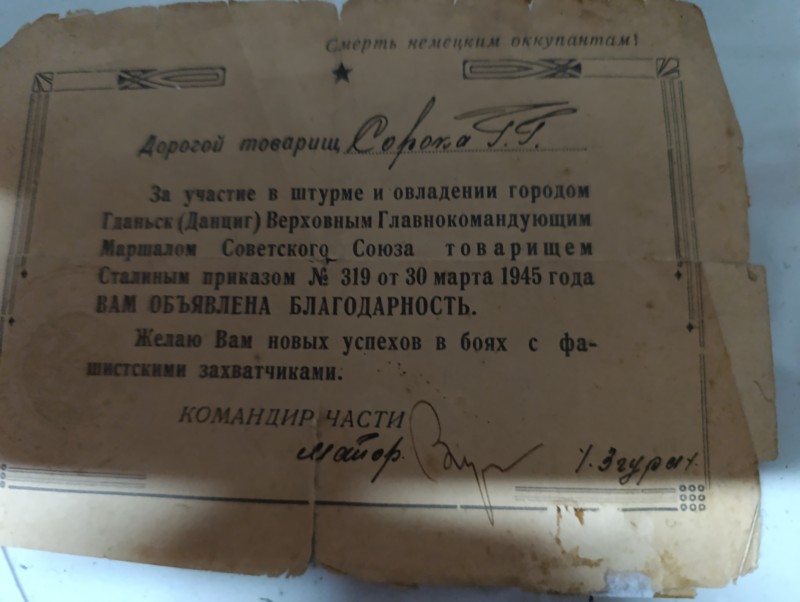 Смерть немецким оккупантам!
Дорогой товарищ Сорока Г.Г.
За участие в штурме и овладении городом
Гданьск (Данциг) Верховным Главнокомандующим
Маршалом Советского Союза товарищем
Сталиным приказом № 319 от 30 марта 1945 года
ВАМ ОБЪЯВЛЕНА БЛАГОДАРНОСТЬ.
Желаю Вам новых успехов в боях с фа-
шистскими захватчиками.
КОМАНДИР ЧАСТИ
майор